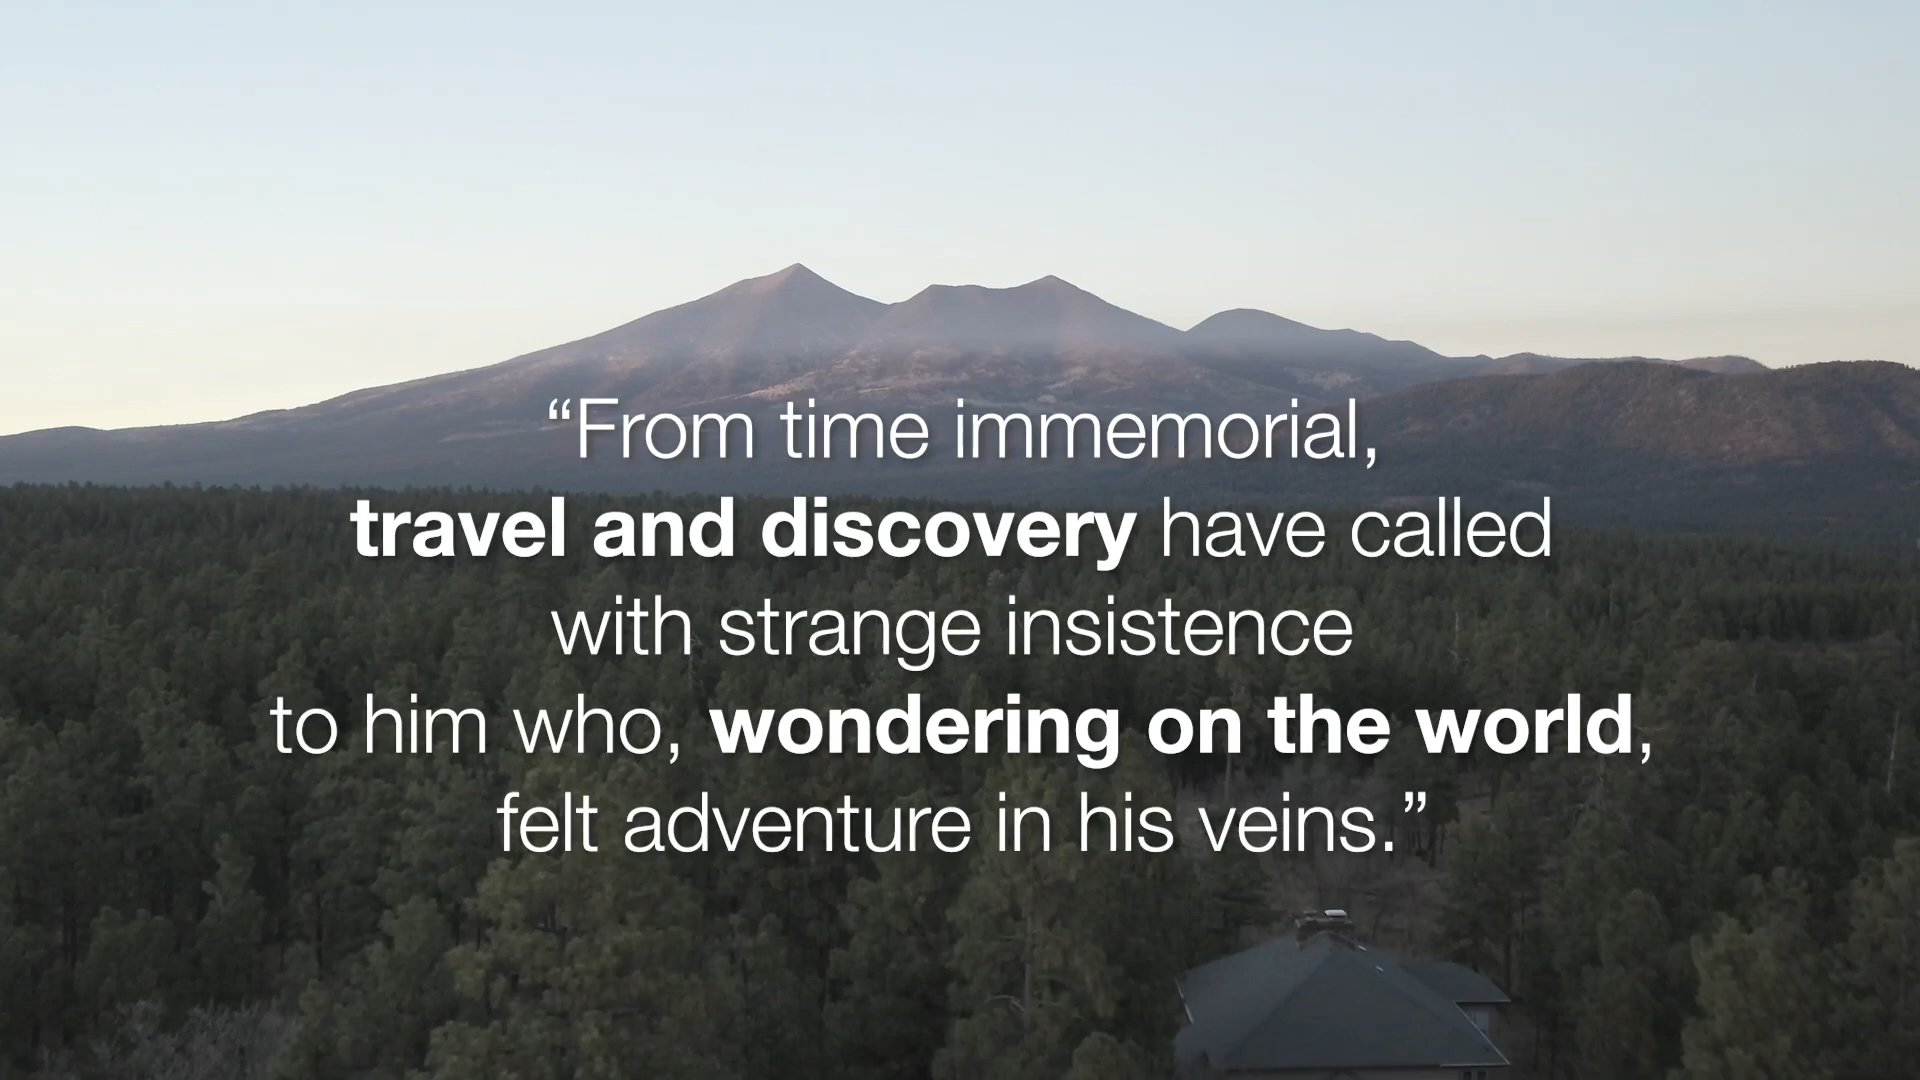 “From time immemorial,
travel and discovery have called
with strange insistence
to him who, wondering on the world,
felt adventure in his veins.”